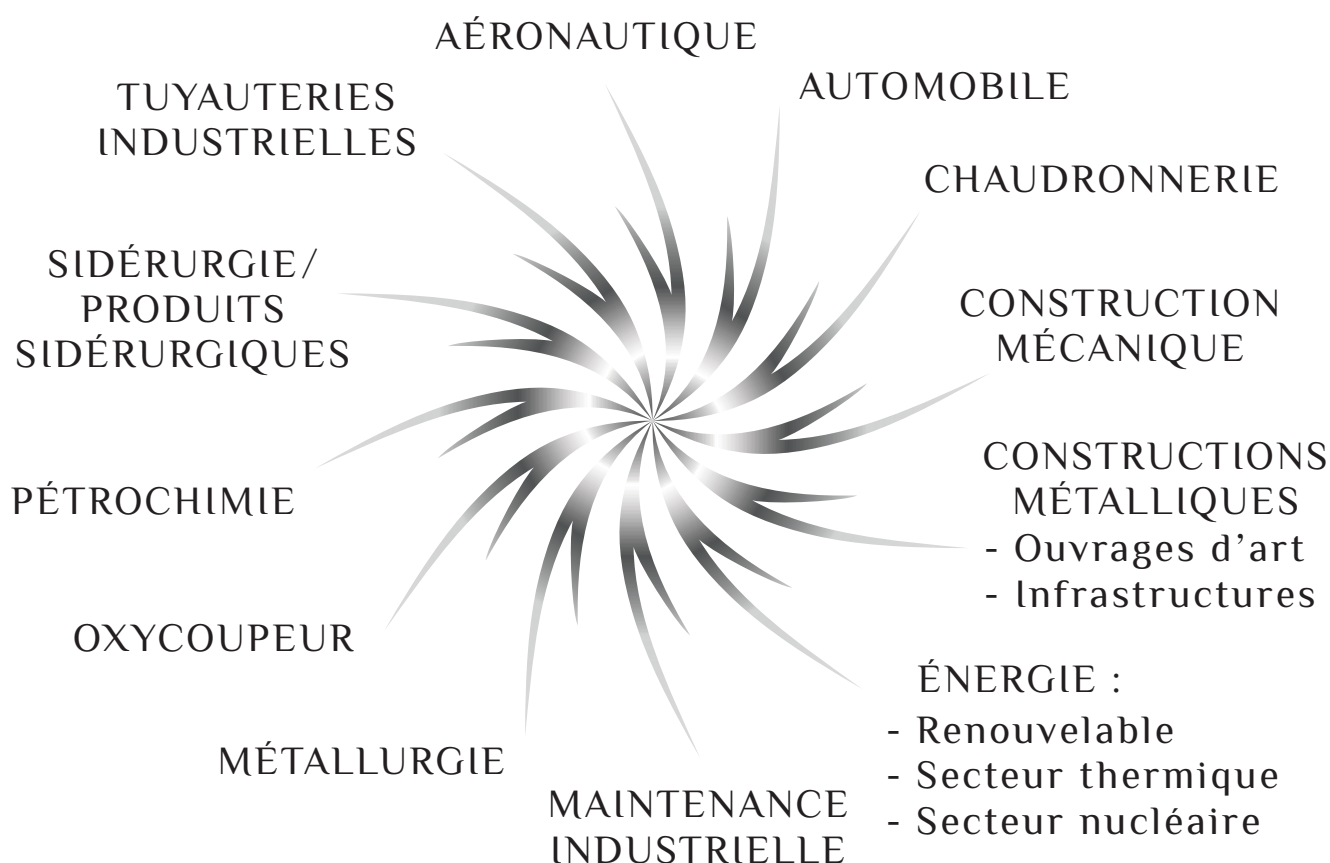 AÉRONAUTIQUE
AUTOMOBILE
CHAUDRONNERIE
CONSTRUCTION
MÉCANIQUE
CONSTRUCTIONS
MÉTALLIQUES
- Ouvrages d’art
- Infrastructures
ÉNERGIE :
- Renouvelable
- Secteur thermique
- Secteur nucléaire
MAINTENANCE
INDUSTRIELLE
MÉTALLURGIE
OXYCOUPEUR
PÉTROCHIMIE
SIDÉRURGIE/
PRODUITS
SIDÉRURGIQUES
TUYAUTERIES
INDUSTRIELLES